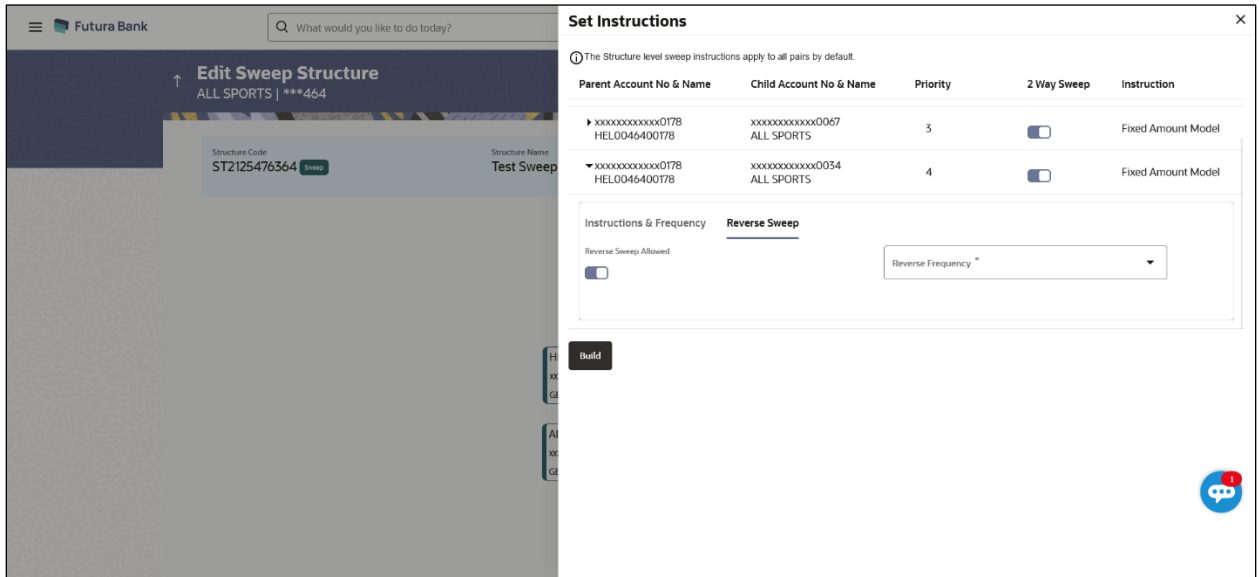 Futura Bank
What would you like to do today?
Edit Sweep Structure
ALL SPORTS | ***464
Structure Code
ST2125476364 Sweep
Structure Name
Test Sweep
Set Instructions
The Structure level sweep instructions apply to all pairs by default.
Parent Account No & Name Child Account No & Name Priority 2 Way Sweep Instruction
xxxxxxxxxxxx0178 xxxxxxxxxxxx0067 3 Fixed Amount Model
HEL0046400178 ALL SPORTS
xxxxxxxxxxxx0178 xxxxxxxxxxxx0034 4 Fixed Amount Model
HEL0046400178 ALL SPORTS
Instructions & Frequency Reverse Sweep
Reverse Sweep Allowed
Reverse Frequency *
Build
1